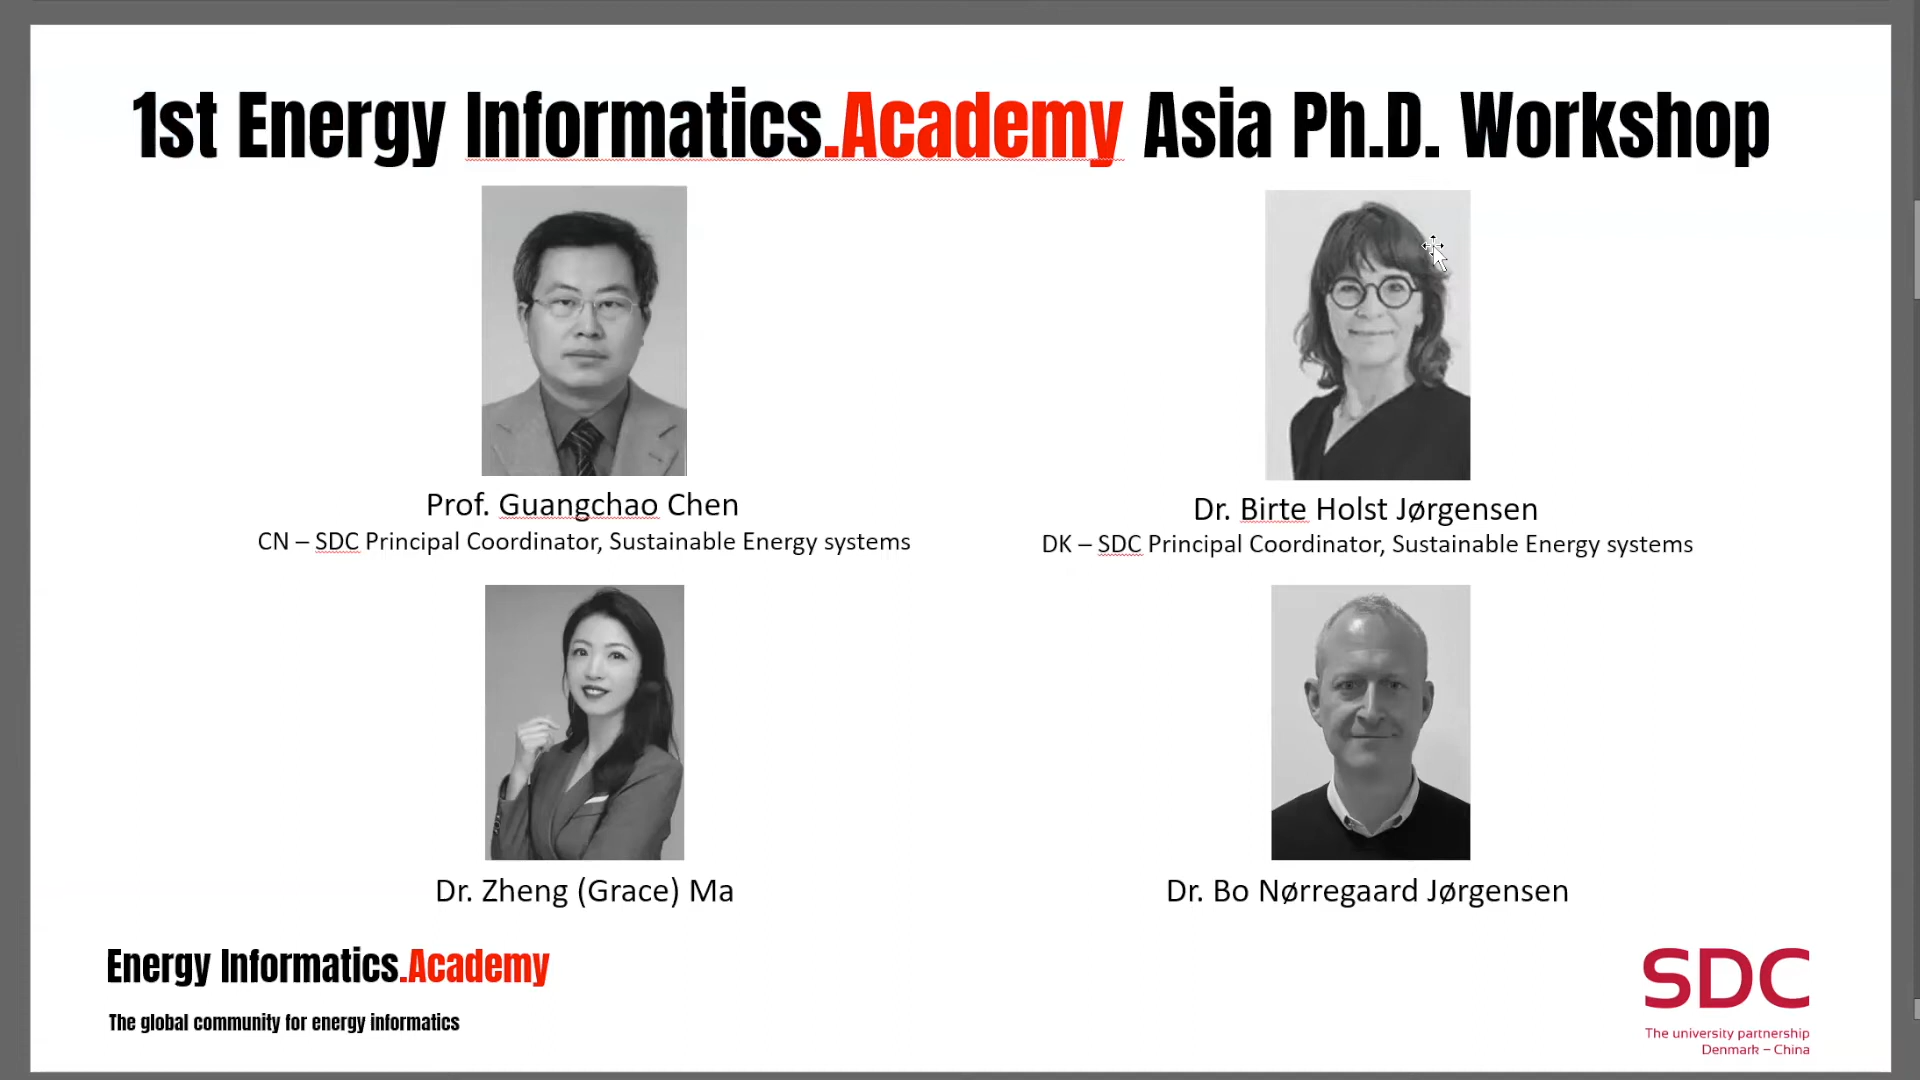 1st Energy Informatics.Academy Asia Ph.D. Workshop
Prof. Guangchao Chen
CN – SDC Principal Coordinator, Sustainable Energy systems
Dr. Birte Holst Jørgensen
DK – SDC Principal Coordinator, Sustainable Energy systems
Dr. Zheng (Grace) Ma
Dr. Bo Nørregaard Jørgensen
Energy Informatics.Academy
The global community for energy informatics
SDC
The university partnership
Denmark – China